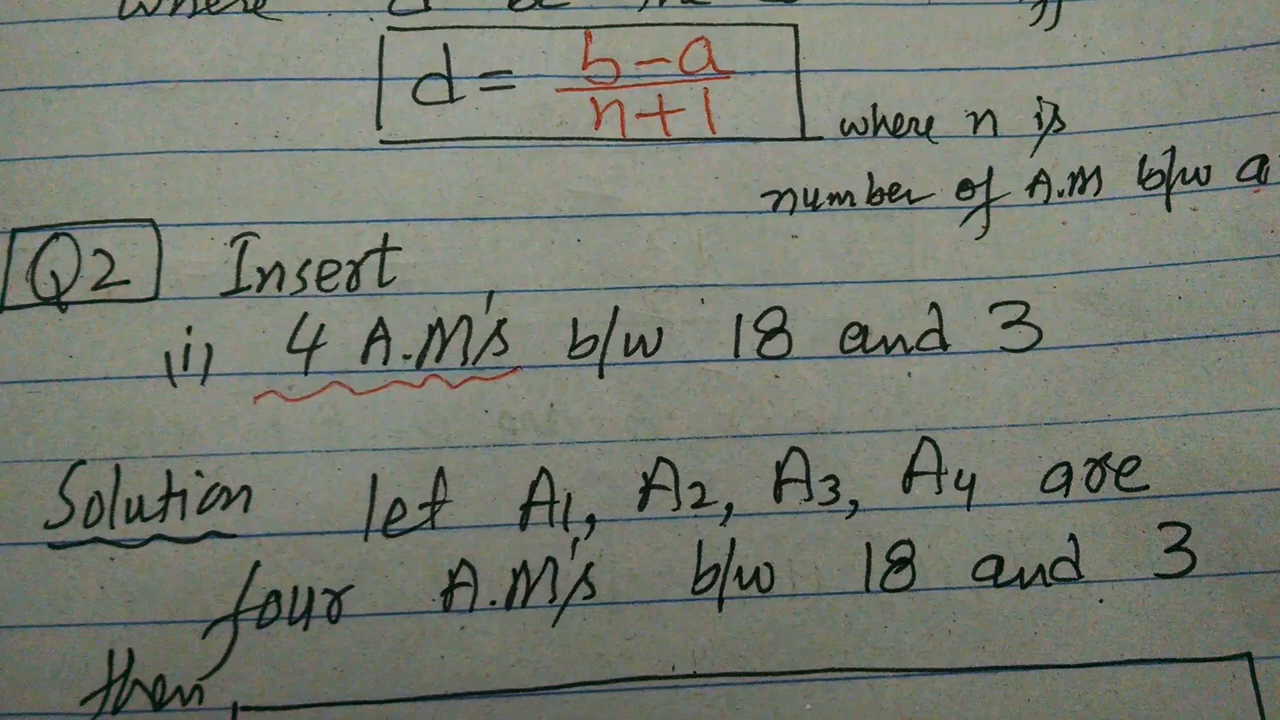 where
d = b-a/n+1
where n is
number of A.M b/w a
Q2 Insert
(i) 4 A.M's b/w 18 and 3
Solution let A1, A2, A3, A4 are
four A.M's b/w 18 and 3
then,